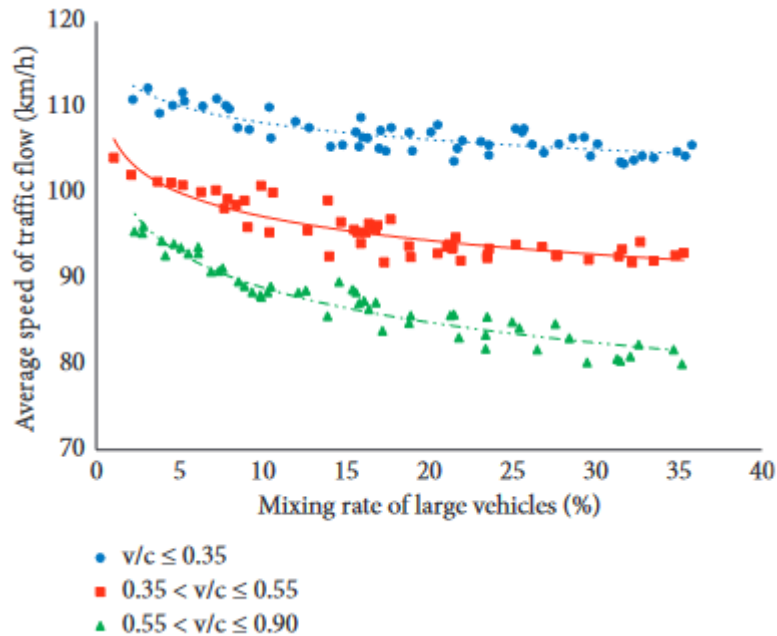 Average speed of traffic flow (km/h)
120
110
100
90
80
70
0 5 10 15 20 25 30 35 40
Mixing rate of large vehicles (%)
v/c ≤ 0.35
0.35 < v/c ≤ 0.55
0.55 < v/c ≤ 0.90